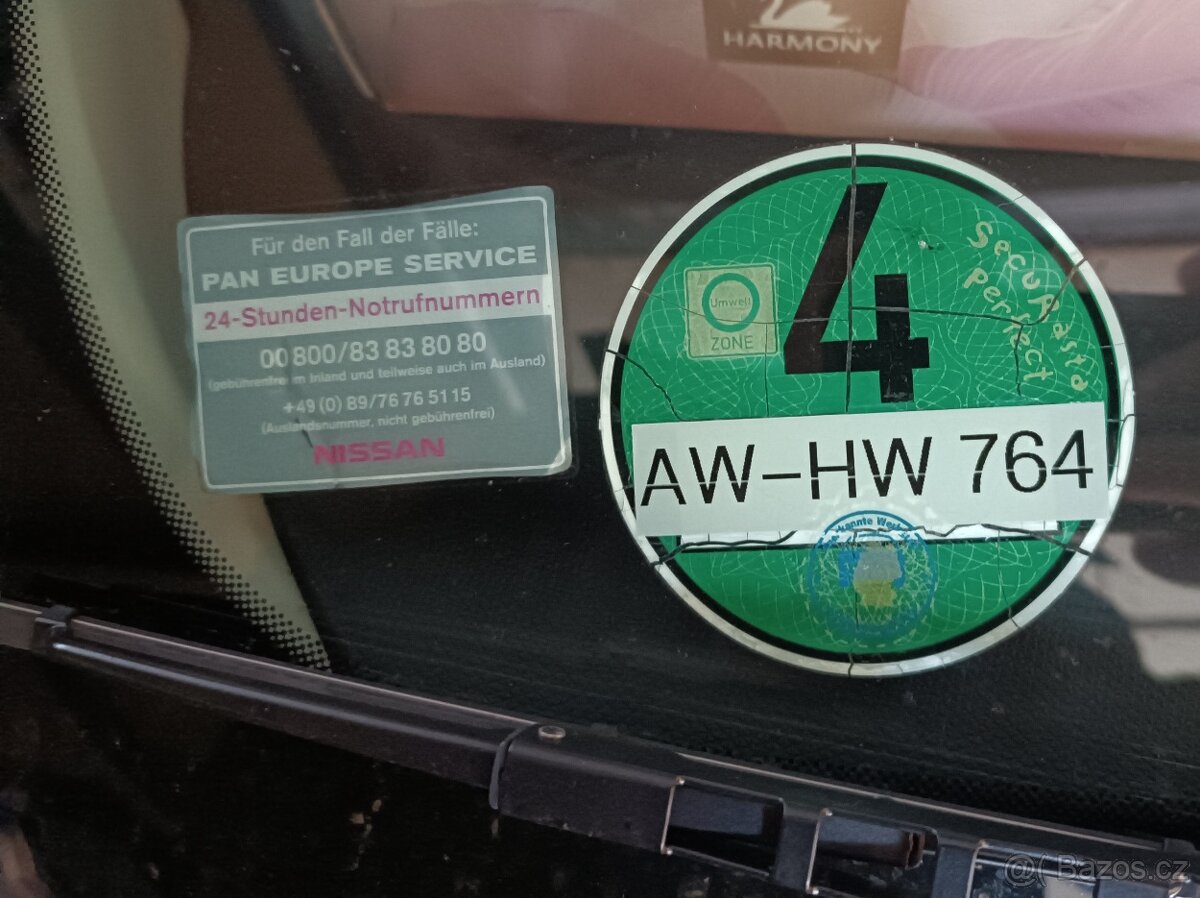 HARMONY
Für den Fall der Fälle:
PAN EUROPE SERVICE
24-Stunden-Notrufnummern
00 800/83 83 80 80
(gebührenfrei im Inland und teilweise auch im Ausland)
+49 (0) 89/76 76 51 15
(Auslandsnummer, nicht gebührenfrei)
NISSAN
4
Umwelt
ZONE
Perfect
AW-HW 764
Bazos.cz